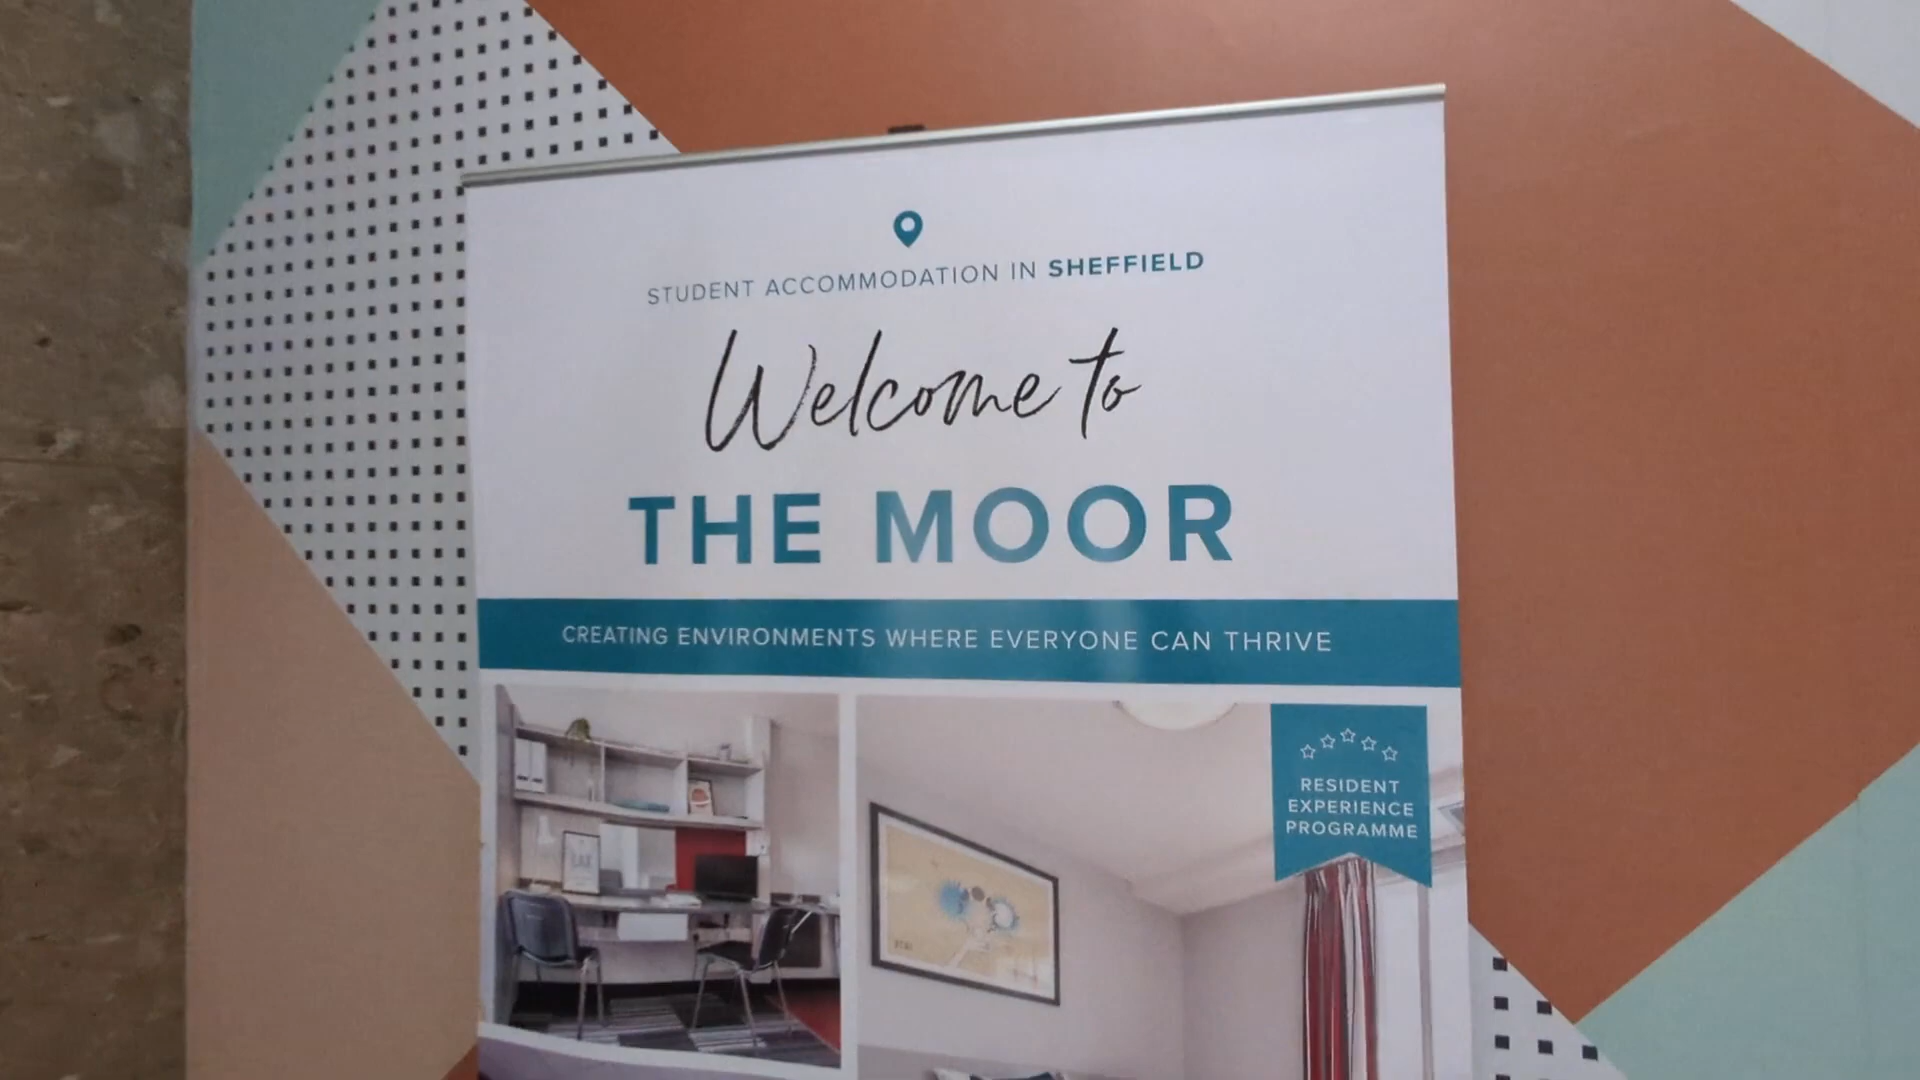 STUDENT ACCOMMODATION IN SHEFFIELD
Welcome to
THE MOOR
CREATING ENVIRONMENTS WHERE EVERYONE CAN THRIVE
RESIDENT
EXPERIENCE
PROGRAMME